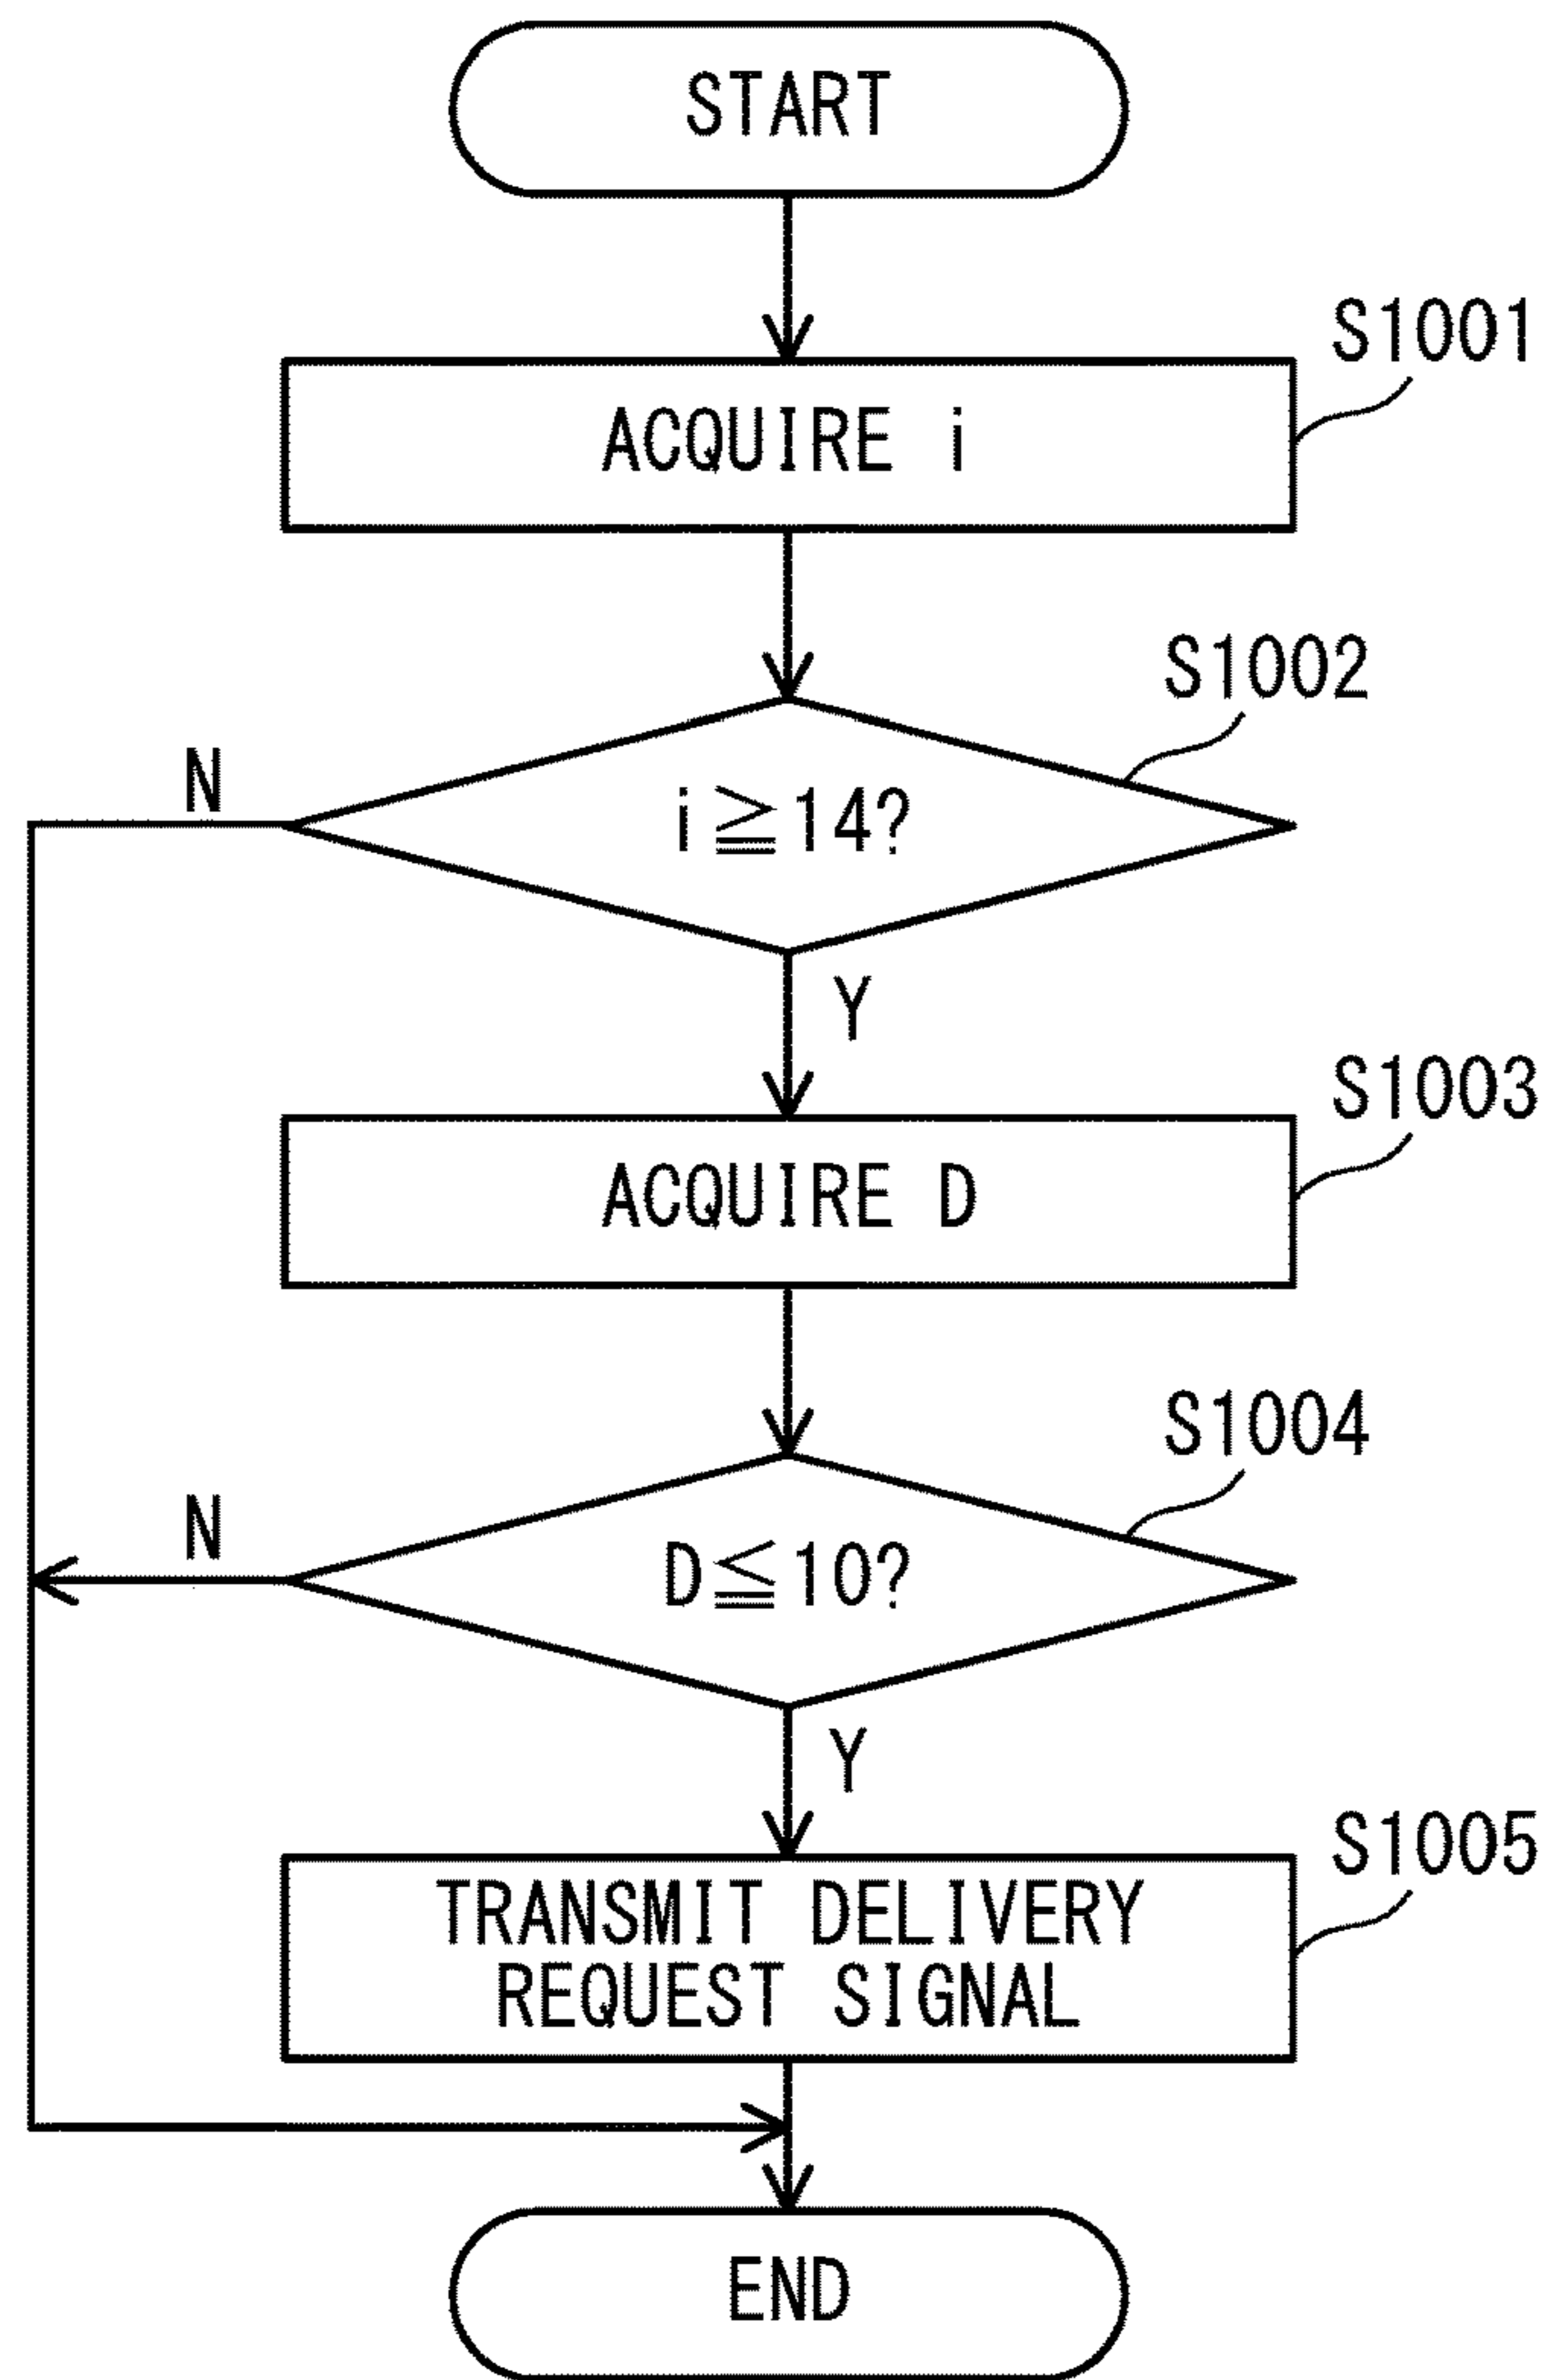 START
S1001
ACQUIRE i
S1002
N
i≧14?
Y
S1003
ACQUIRE D
S1004
N
D≦10?
Y
S1005
TRANSMIT DELIVERY
REQUEST SIGNAL
END